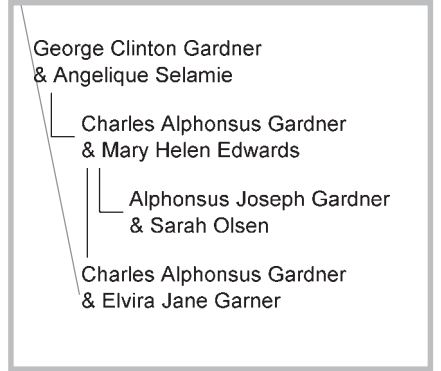 George Clinton Gardner
& Angelique Selamie
Charles Alphonsus Gardner
& Mary Helen Edwards
Alphonsus Joseph Gardner
& Sarah Olsen
Charles Alphonsus Gardner
& Elvira Jane Garner